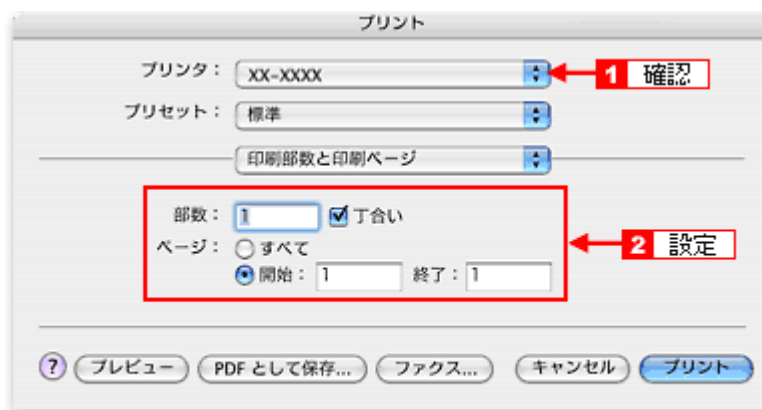 プリント
プリンタ： XX-XXXX 1 確認
プリセット： 標準
印刷部数と印刷ページ
部数： 1 丁合い
ページ： すべて
開始： 1 終了： 1
2 設定
? プレビュー PDF として保存... ファクス... キャンセル プリント